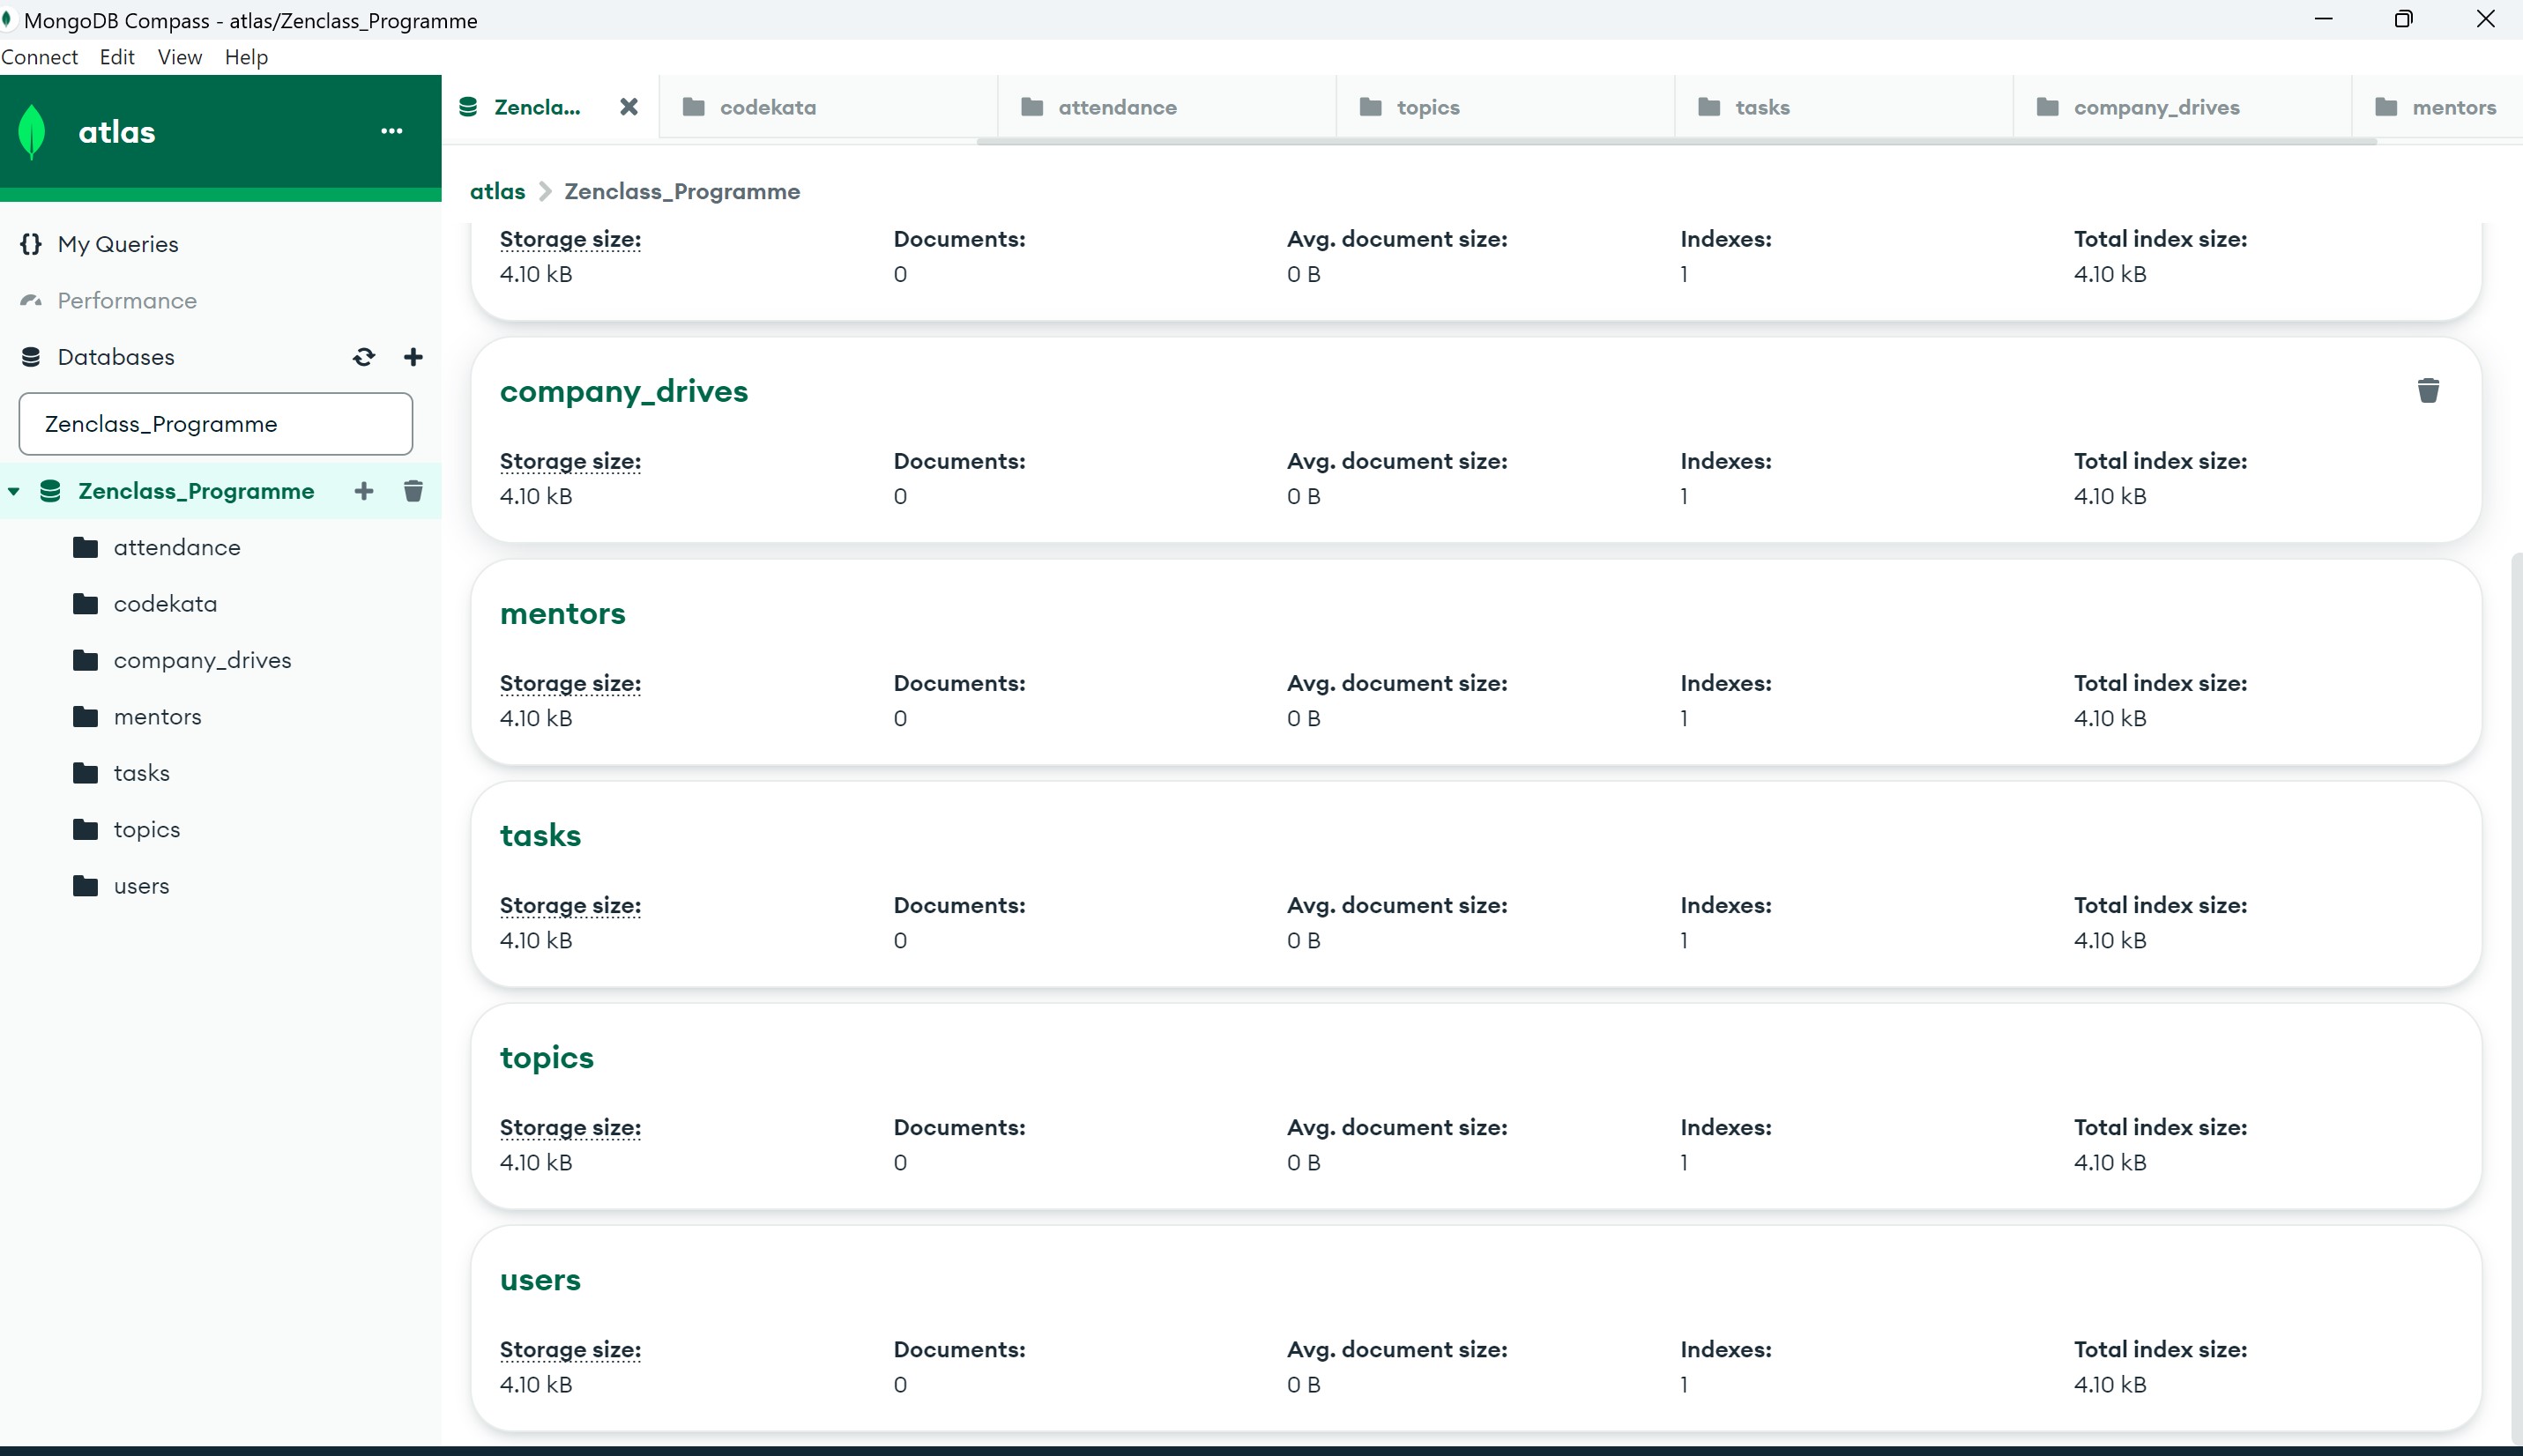 MongoDB Compass - atlas/Zenclass_Programme
Connect Edit View Help
atlas
My Queries
Performance
Databases
Zenclass_Programme
Zenclass_Programme
attendance
codekata
company_drives
mentors
tasks
topics
users
Zencla... codekata attendance topics tasks company_drives mentors
atlas Zenclass_Programme
Storage size: Documents: Avg. document size: Indexes: Total index size:
4.10 kB 0 0 B 1 4.10 kB
company_drives
Storage size: Documents: Avg. document size: Indexes: Total index size:
4.10 kB 0 0 B 1 4.10 kB
mentors
Storage size: Documents: Avg. document size: Indexes: Total index size:
4.10 kB 0 0 B 1 4.10 kB
tasks
Storage size: Documents: Avg. document size: Indexes: Total index size:
4.10 kB 0 0 B 1 4.10 kB
topics
Storage size: Documents: Avg. document size: Indexes: Total index size:
4.10 kB 0 0 B 1 4.10 kB
users
Storage size: Documents: Avg. document size: Indexes: Total index size:
4.10 kB 0 0 B 1 4.10 kB